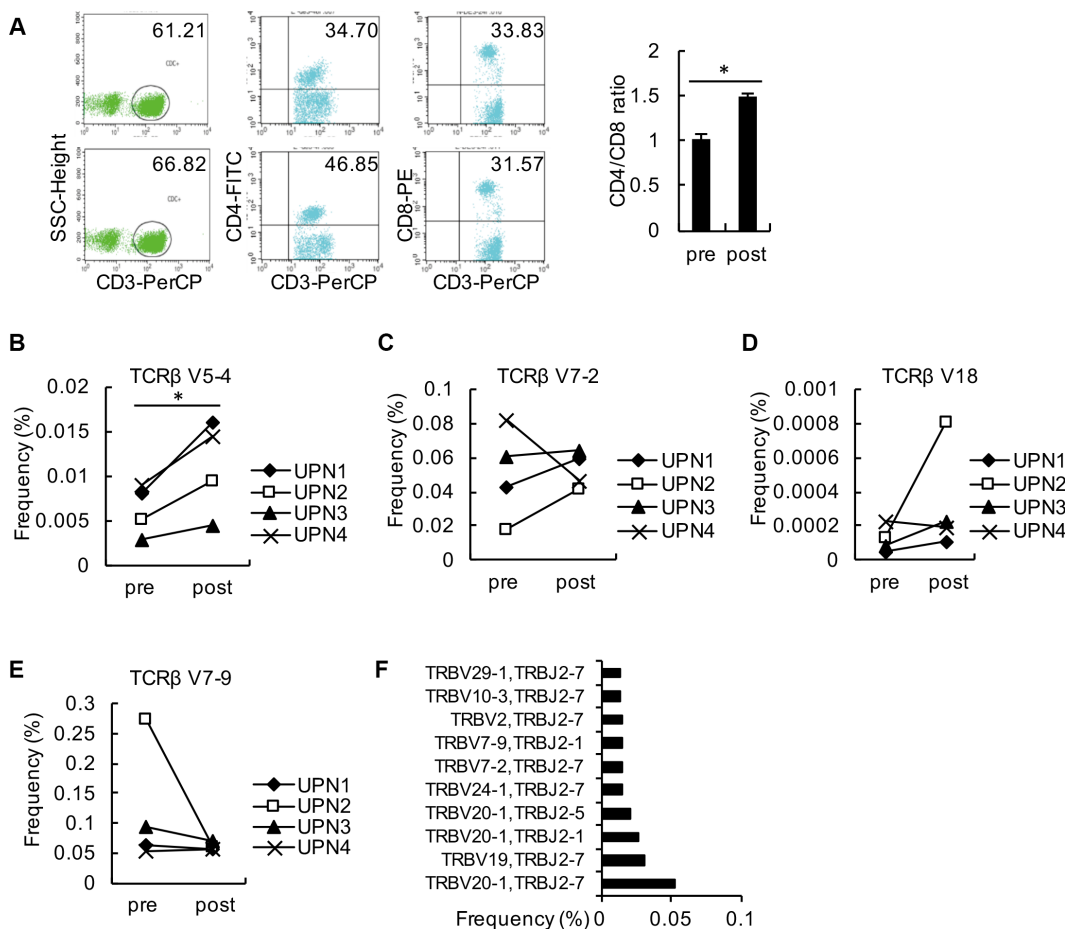 A
61.21
34.70
33.83
CDC+
66.82
46.85
31.57
CDC+
SSC-Height
CD4-FITC
CD8-PE
CD3-PerCP
CD3-PerCP
CD3-PerCP
CD4/CD8 ratio
2
1.5
1
0.5
0
*
pre
post
B
TCRβ V5-4
Frequency (%)
0.02
0.015
0.01
0.005
0
*
pre
post
UPN1
UPN2
UPN3
UPN4
C
TCRβ V7-2
Frequency (%)
0.1
0.08
0.06
0.04
0.02
0
pre
post
UPN1
UPN2
UPN3
UPN4
D
TCRβ V18
Frequency (%)
0.001
0.0008
0.0006
0.0004
0.0002
0
pre
post
UPN1
UPN2
UPN3
UPN4
E
TCRβ V7-9
Frequency (%)
0.3
0.25
0.2
0.15
0.1
0.05
0
pre
post
UPN1
UPN2
UPN3
UPN4
F
TRBV29-1,TRBJ2-7
TRBV10-3,TRBJ2-7
TRBV2,TRBJ2-7
TRBV7-9,TRBJ2-1
TRBV7-2,TRBJ2-7
TRBV24-1,TRBJ2-7
TRBV20-1,TRBJ2-5
TRBV20-1,TRBJ2-1
TRBV19,TRBJ2-7
TRBV20-1,TRBJ2-7
Frequency (%)
0
0.05
0.1